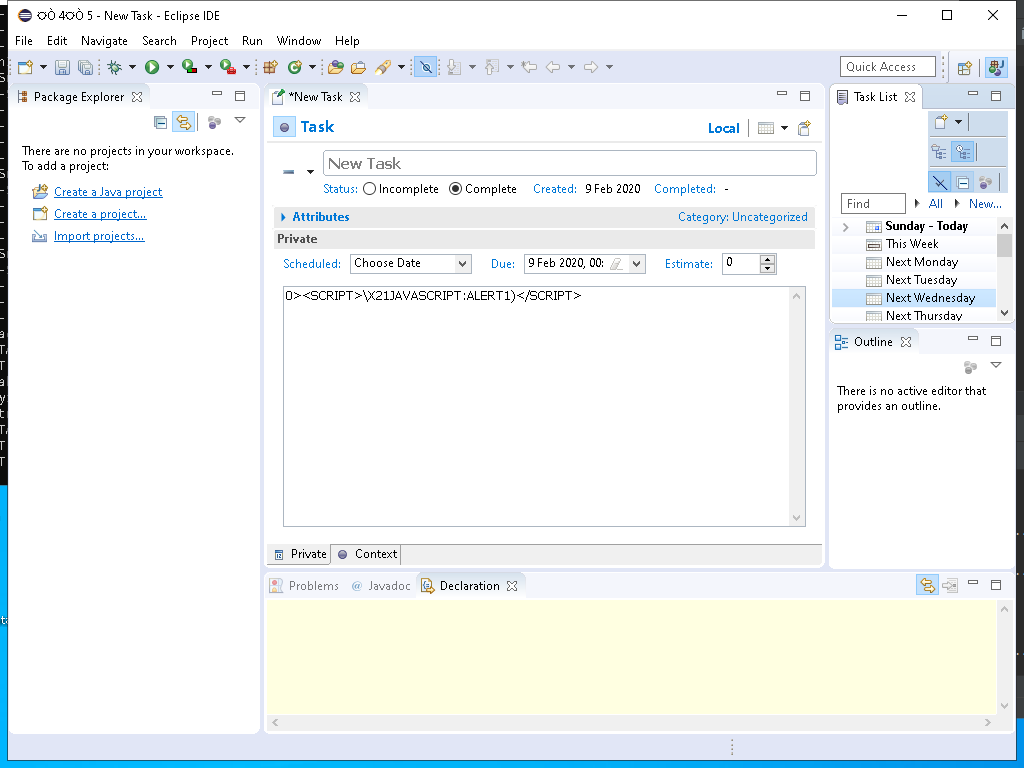 ϽÒ 4ϽÒ 5 - New Task - Eclipse IDE
File Edit Navigate Search Project Run Window Help
Quick Access
Package Explorer
There are no projects in your workspace.
To add a project:
Create a Java project
Create a project...
Import projects...
*New Task
Task
Local
New Task
Status: Incomplete Complete Created: 9 Feb 2020 Completed: -
Attributes Category: Uncategorized
Private
Scheduled: Choose Date Due: 9 Feb 2020, 00: Estimate: 0
0><SCRIPT>\X21JAVASCRIPT:ALERT1)</SCRIPT>
Private Context
Problems @ Javadoc Declaration
Task List
Find All New...
Sunday - Today
This Week
Next Monday
Next Tuesday
Next Wednesday
Next Thursday
Outline
There is no active editor that
provides an outline.